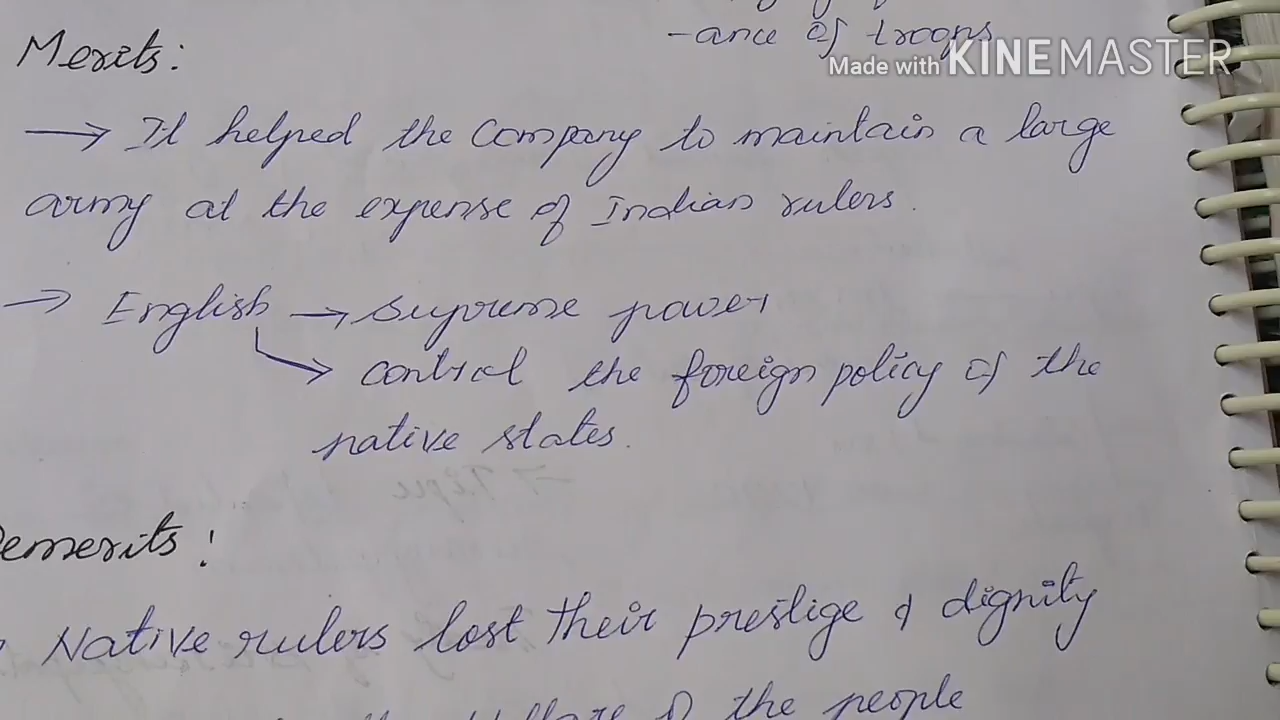 -ance of troops
Made with KINEMASTER
Merits:
→ It helped the Company to maintain a large
army at the expense of Indian rulers.
→ English → Supreme power
→ control the foreign policy of the
native states.
Demerits:
Native rulers lost their prestige & dignity
the people